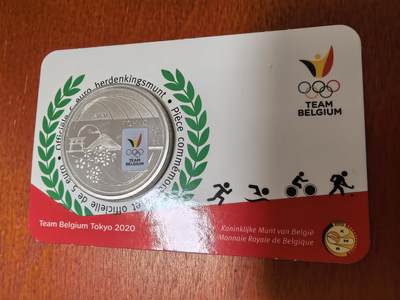 Officiële 5 euro herdenkingsmunt • Pièce commémorative officielle de 5 euro •
TEAM
BELGIUM
TEAM
BELGIUM
Team Belgium Tokyo 2020
Koninklijke Munt van België
Monnaie Royale de Belgique